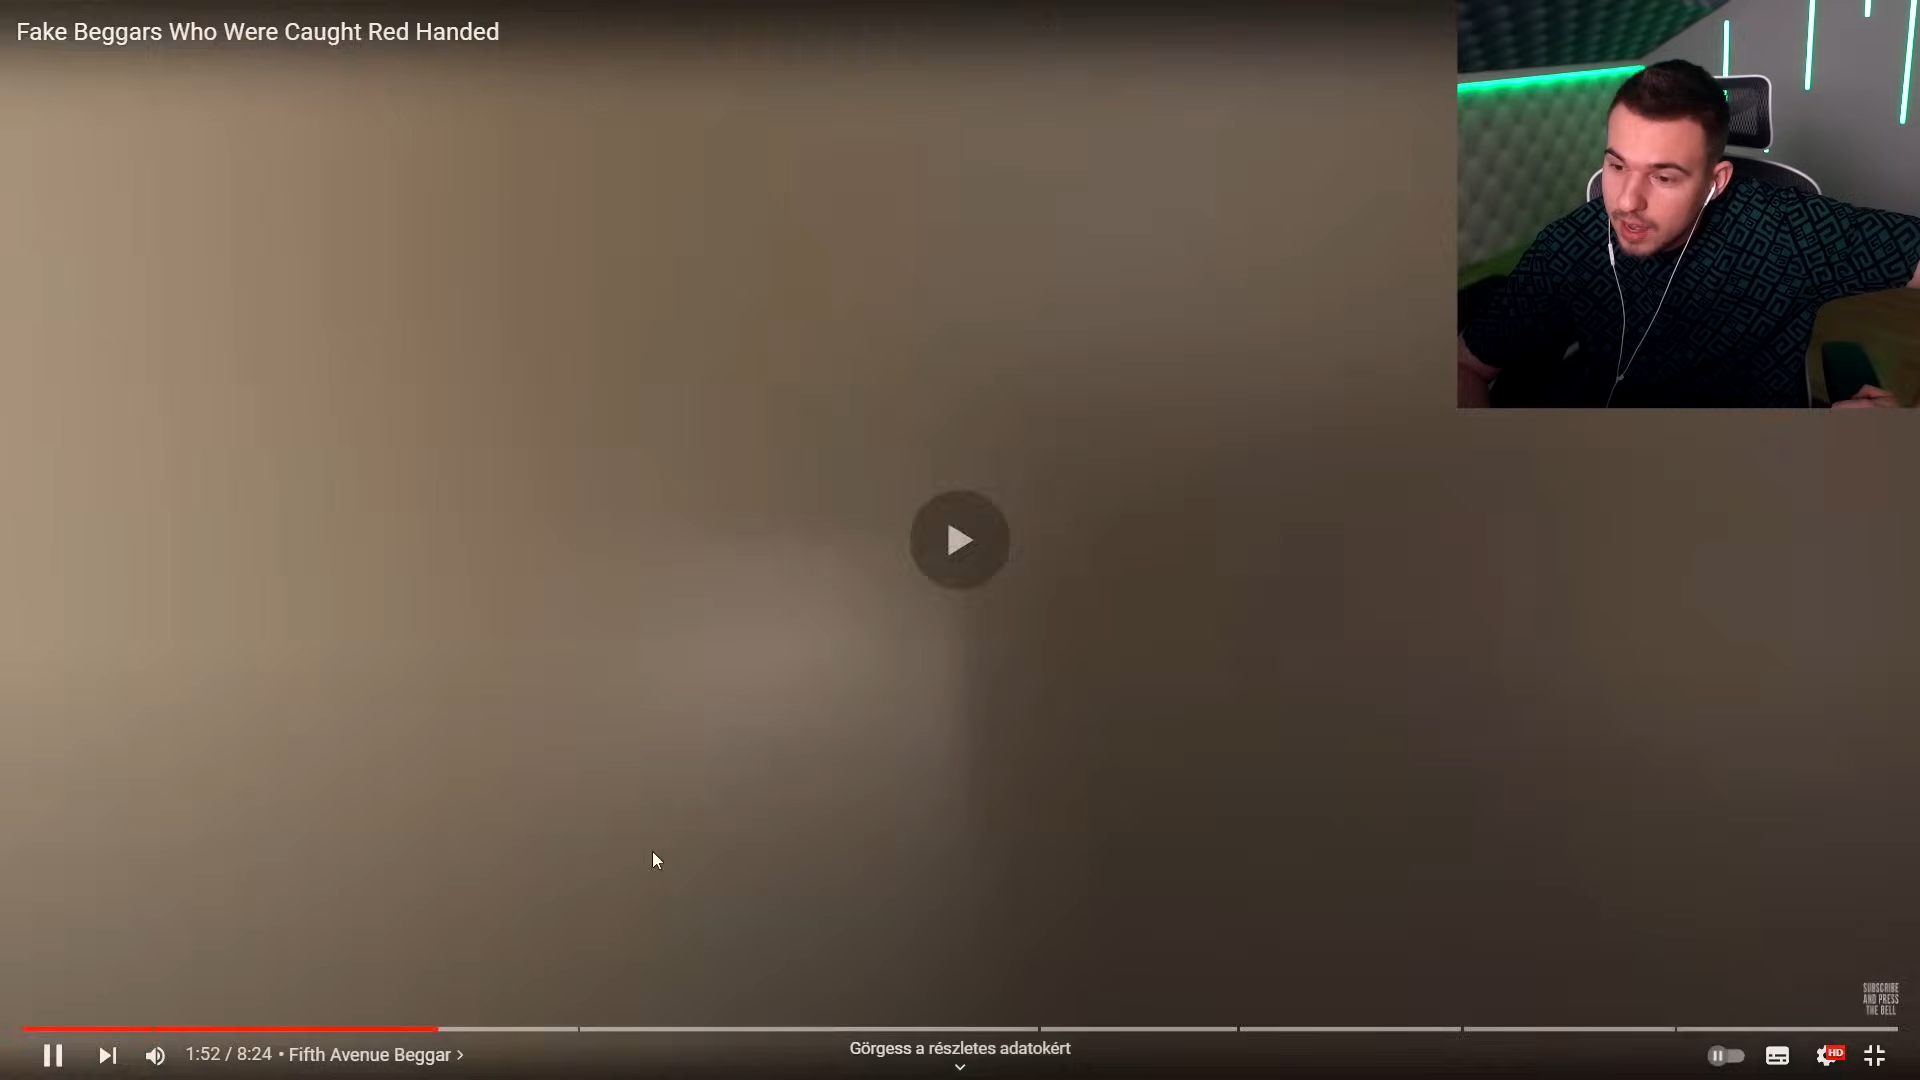 Fake Beggars Who Were Caught Red Handed
SUBSCRIBE
AND PRESS
THE BELL
1:52 / 8:24 • Fifth Avenue Beggar
Görgess a részletes adatokért
HD